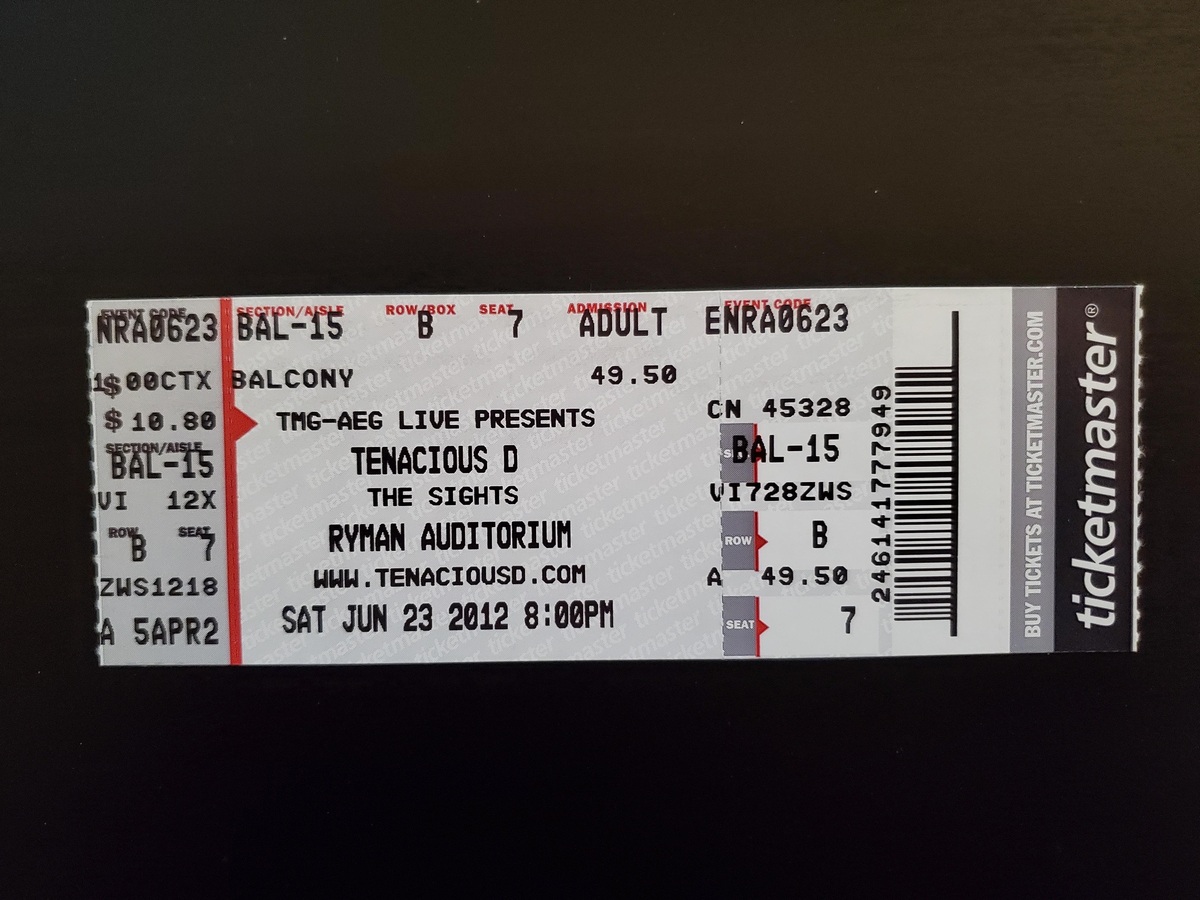 EVENT CODE
NRA0623
1$ 00CTX
$ 10.80
SECTION/AISLE
BAL-15
VI 12X
ROW SEAT
B 7
ZWS1218
A 5APR2
SECTION/AISLE ROW/BOX SEAT ADMISSION
BAL-15 B 7 ADULT
BALCONY 49.50
TMG-AEG LIVE PRESENTS
TENACIOUS D
THE SIGHTS
RYMAN AUDITORIUM
WWW.TENACIOUSD.COM
SAT JUN 23 2012 8:00PM
EVENT CODE
ENRA0623
CN 45328
BAL-15
VI728ZWS
ROW B
A 49.50
SEAT 7
246141777949
BUY TICKETS AT TICKETMASTER.COM
ticketmaster®